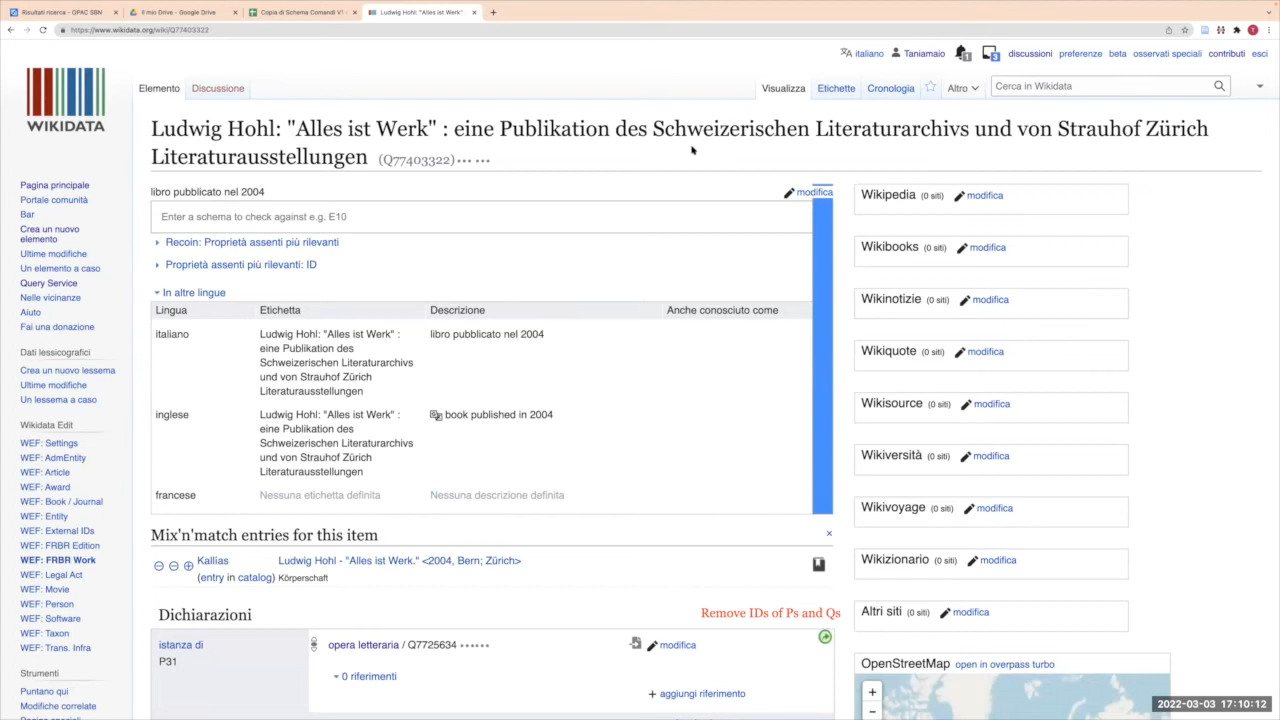 Risultati ricerca - OPAC SBN
Il mio Drive - Google Drive
Copia di Schema Comandi V1
Ludwig Hohl: "Alles ist Werk"
https://www.wikidata.org/wiki/Q77403322
italiano
Taniamaio
1
3
discussioni
preferenze
beta
osservati speciali
contributi
esci
WIKIDATA
Elemento
Discussione
Visualizza
Etichette
Cronologia
Altro
Cerca in Wikidata
Ludwig Hohl: "Alles ist Werk" : eine Publikation des Schweizerischen Literaturarchivs und von Strauhof Zürich
Literaturausstellungen (Q77403322)
Pagina principale
Portale comunità
Bar
Crea un nuovo
elemento
Ultime modifiche
Un elemento a caso
Query Service
Nelle vicinanze
Aiuto
Fai una donazione
Dati lessicografici
Crea un nuovo lessema
Ultime modifiche
Un lessema a caso
Wikidata Edit
WEF: Settings
WEF: AdmEntity
WEF: Article
WEF: Award
WEF: Book / Journal
WEF: Entity
WEF: External IDs
WEF: FRBR Edition
WEF: FRBR Work
WEF: Legal Act
WEF: Movie
WEF: Person
WEF: Software
WEF: Taxon
WEF: Trans. Infra
Strumenti
Puntano qui
Modifiche correlate
libro pubblicato nel 2004
modifica
Enter a schema to check against e.g. E10
Recoin: Proprietà assenti più rilevanti
Proprietà assenti più rilevanti: ID
In altre lingue
Lingua Etichetta Descrizione Anche conosciuto come
italiano Ludwig Hohl: "Alles ist Werk" : libro pubblicato nel 2004
eine Publikation des
Schweizerischen Literaturarchivs
und von Strauhof Zürich
Literaturausstellungen
inglese Ludwig Hohl: "Alles ist Werk" : book published in 2004
eine Publikation des
Schweizerischen Literaturarchivs
und von Strauhof Zürich
Literaturausstellungen
francese Nessuna etichetta definita Nessuna descrizione definita
Mix'n'match entries for this item
Kallias Ludwig Hohl - "Alles ist Werk." <2004, Bern; Zürich>
(entry in catalog) Körperschaft
Dichiarazioni
Remove IDs of Ps and Qs
istanza di
P31
opera letteraria / Q7725634
modifica
0 riferimenti
+ aggiungi riferimento
Wikipedia (0 siti) modifica
Wikibooks (0 siti) modifica
Wikinotizie (0 siti) modifica
Wikiquote (0 siti) modifica
Wikisource (0 siti) modifica
Wikiversità (0 siti) modifica
Wikivoyage (0 siti) modifica
Wikizionario (0 siti) modifica
Altri siti (0 siti) modifica
OpenStreetMap open in overpass turbo
+
−
2022-03-03 17:10:12